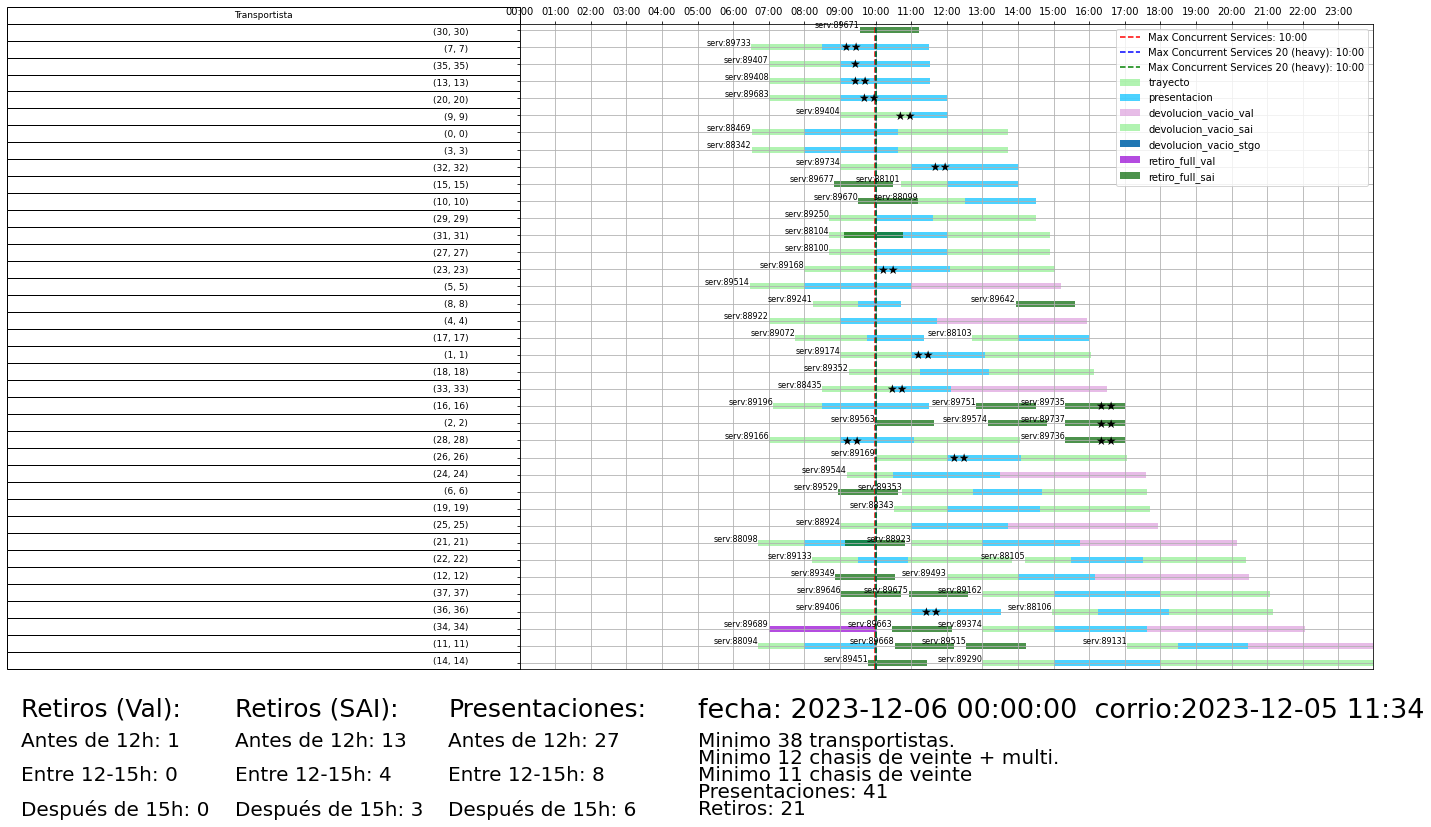 Transportista
00:00 01:00 02:00 03:00 04:00 05:00 06:00 07:00 08:00 09:00 10:00 11:00 12:00 13:00 14:00 15:00 16:00 17:00 18:00 19:00 20:00 21:00 22:00 23:00
(30, 30) serv:89671
(7, 7) serv:89733
(35, 35) serv:89407
(13, 13) serv:89408
(20, 20) serv:89683
(9, 9) serv:89404
(0, 0) serv:88469
(3, 3) serv:88342
(32, 32) serv:89734
(15, 15) serv:89677 serv:88101
(10, 10) serv:89670 serv:88099
(29, 29) serv:89250
(31, 31) serv:88104
(27, 27) serv:88100
(23, 23) serv:89168
(5, 5) serv:89514
(8, 8) serv:89241 serv:89642
(4, 4) serv:88922
(17, 17) serv:89072 serv:88103
(1, 1) serv:89174
(18, 18) serv:89352
(33, 33) serv:88435
(16, 16) serv:89196 serv:89751 serv:89735
(2, 2) serv:89563 serv:89574 serv:89737
(28, 28) serv:89166 serv:89736
(26, 26) serv:89169
(24, 24) serv:89544
(6, 6) serv:89529 serv:89353
(19, 19) serv:88343
(25, 25) serv:88924
(21, 21) serv:88098 serv:88923
(22, 22) serv:89133 serv:88105
(12, 12) serv:89349 serv:89493
(37, 37) serv:89646 serv:89675 serv:89162
(36, 36) serv:89406 serv:88106
(34, 34) serv:89689 serv:89663 serv:89374
(11, 11) serv:88094 serv:89668 serv:89515 serv:89131
(14, 14) serv:89451 serv:89290
Max Concurrent Services: 10:00
Max Concurrent Services 20 (heavy): 10:00
Max Concurrent Services 20 (heavy): 10:00
trayecto
presentacion
devolucion_vacio_val
devolucion_vacio_sai
devolucion_vacio_stgo
retiro_full_val
retiro_full_sai
Retiros (Val):
Antes de 12h: 1
Entre 12-15h: 0
Después de 15h: 0
Retiros (SAI):
Antes de 12h: 13
Entre 12-15h: 4
Después de 15h: 3
Presentaciones:
Antes de 12h: 27
Entre 12-15h: 8
Después de 15h: 6
fecha: 2023-12-06 00:00:00 corrio:2023-12-05 11:34
Minimo 38 transportistas.
Minimo 12 chasis de veinte + multi.
Minimo 11 chasis de veinte
Presentaciones: 41
Retiros: 21